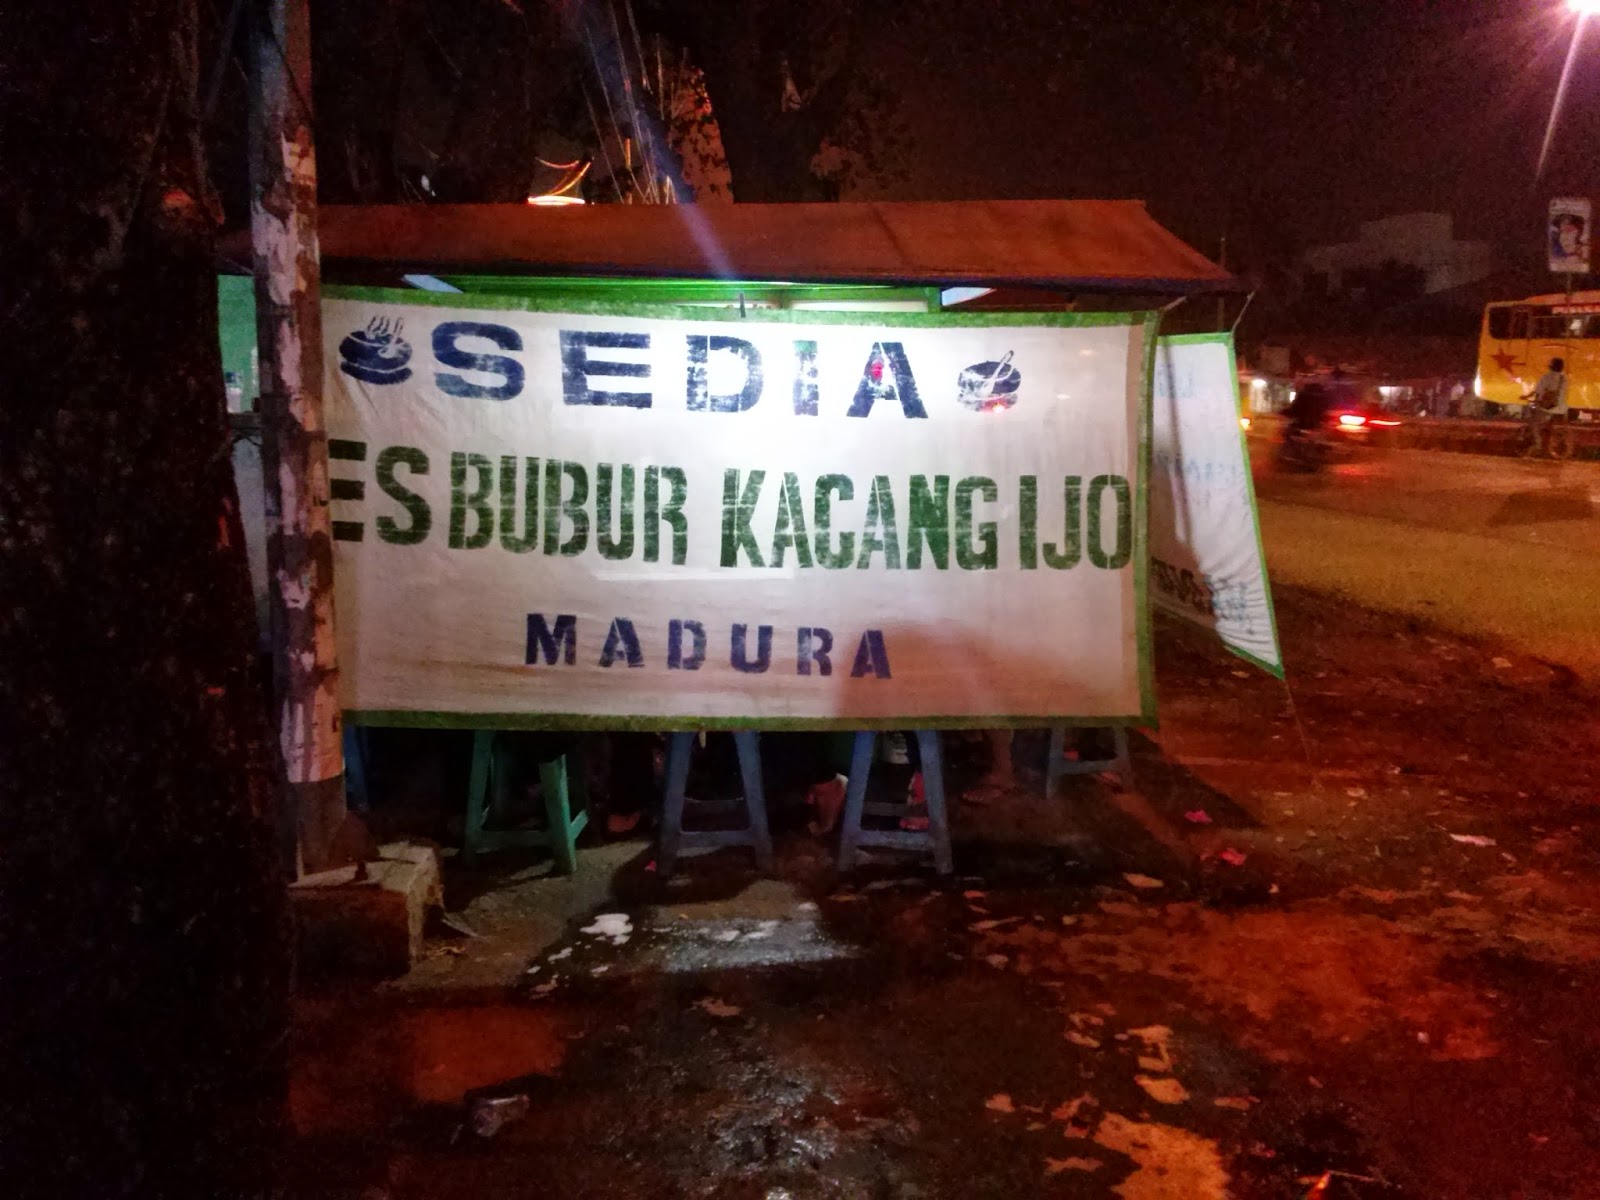 SEDIA
ES BUBUR KACANG IJO
MADURA